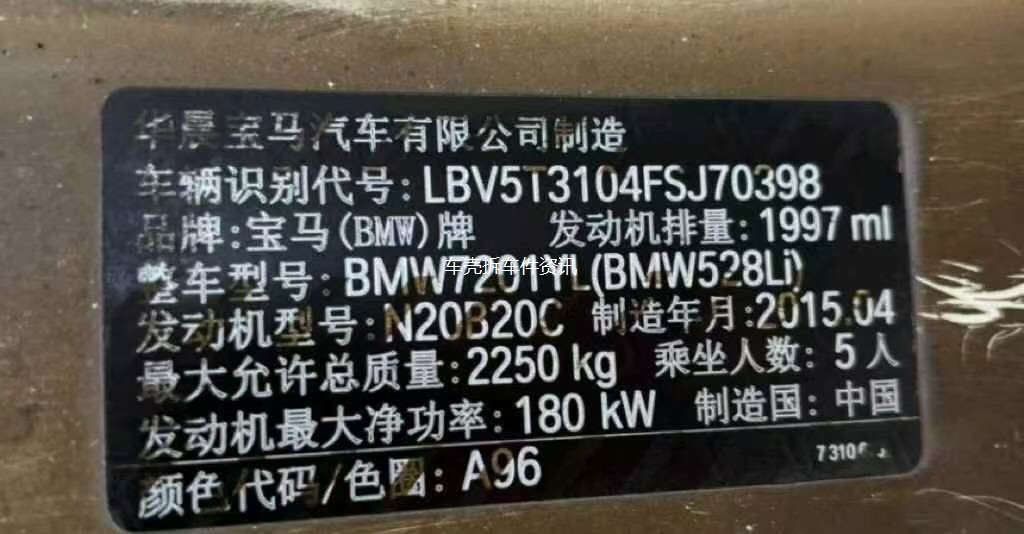 华晨宝马汽车有限公司制造
车辆识别代号:LBV5T3104FSJ70398
品牌:宝马(BMW)牌 发动机排量:1997 ml
车壳拆车件资讯
整车型号:BMW7201YL(BMW528Li)
发动机型号:N20B20C 制造年月:2015.04
最大允许总质量:2250 kg 乘坐人数: 5 人
发动机最大净功率:180 kW 制造国: 中国
颜色代码/色圈: A96